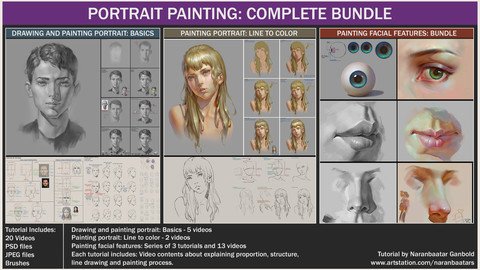 PORTRAIT PAINTING: COMPLETE BUNDLE
DRAWING AND PAINTING PORTRAIT: BASICS
PAINTING PORTRAIT: LINE TO COLOR
PAINTING FACIAL FEATURES: BUNDLE
Tutorial Includes:
20 Videos
PSD files
JPEG files
Brushes
Drawing and painting portrait: Basics - 5 videos
Painting portrait: Line to color - 2 videos
Painting facial features: Series of 3 tutorials and 13 videos
Each tutorial includes: Video contents about explaining proportion, structure,
line drawing and painting process.
Tutorial by Naranbaatar Ganbold
www.artstation.com/naranbaatars